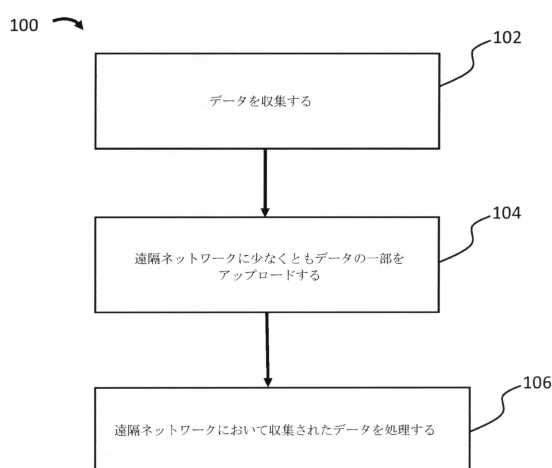 100
102
データを収集する
104
遠隔ネットワークに少なくともデータの一部を
アップロードする
106
遠隔ネットワークにおいて収集されたデータを処理する